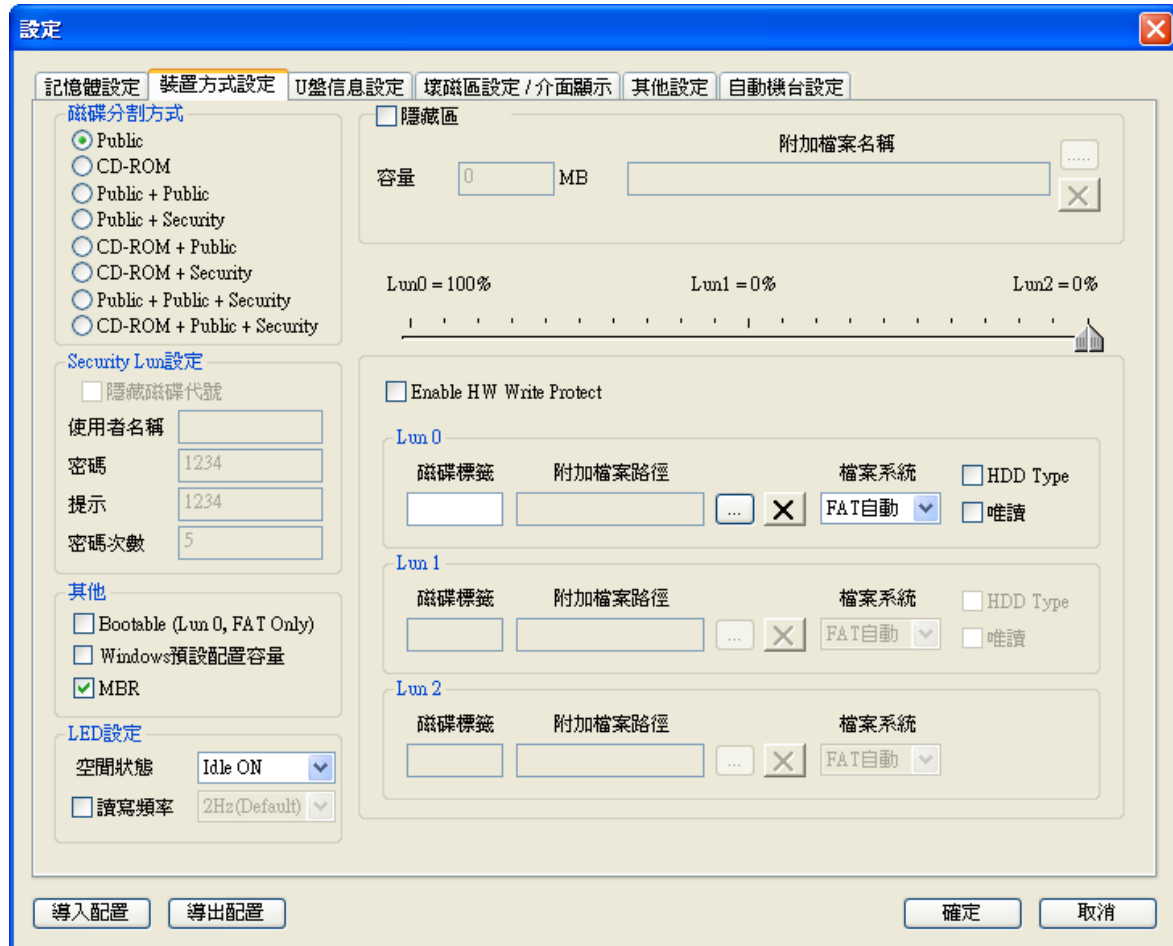 設定
記憶體設定 裝置方式設定 U盤信息設定 壞磁區設定 / 介面顯示 其他設定 自動機台設定
磁碟分割方式
Public
CD-ROM
Public + Public
Public + Security
CD-ROM + Public
CD-ROM + Security
Public + Public + Security
CD-ROM + Public + Security
隱藏區
附加檔案名稱
容量 0 MB
.....
Lun0 = 100% Lun1 = 0% Lun2 = 0%
Security Lun設定
隱藏磁碟代號
使用者名稱
密碼 1234
提示 1234
密碼次數 5
Enable HW Write Protect
Lun 0
磁碟標籤 附加檔案路徑 檔案系統 HDD Type
... FAT自動 唯讀
Lun 1
磁碟標籤 附加檔案路徑 檔案系統 HDD Type
... FAT自動 唯讀
Lun 2
磁碟標籤 附加檔案路徑 檔案系統
... FAT自動
其他
Bootable (Lun 0, FAT Only)
Windows預設配置容量
MBR
LED設定
空間狀態 Idle ON
讀寫頻率 2Hz(Default)
導入配置 導出配置 確定 取消